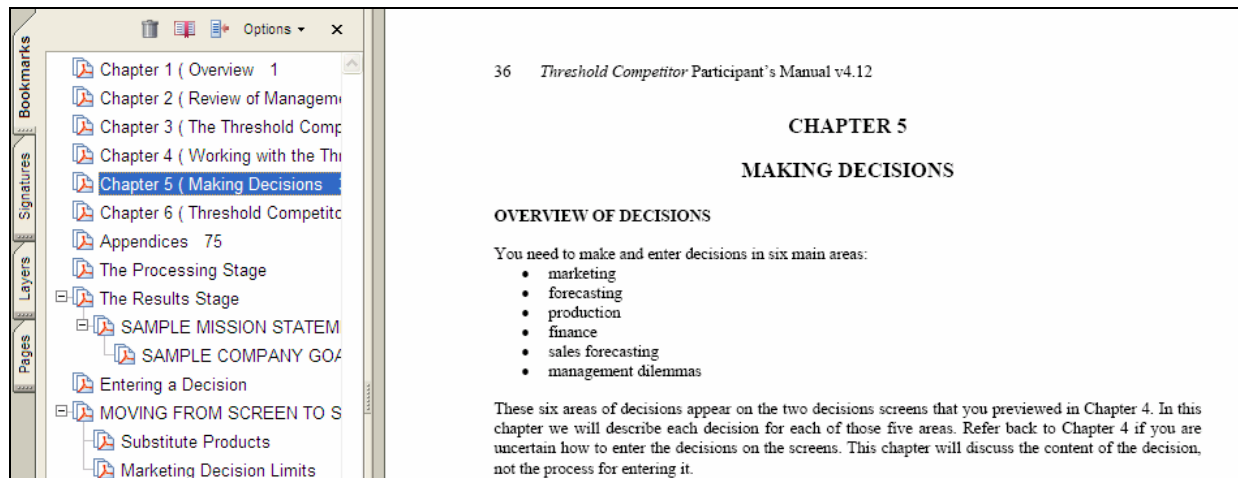 Bookmarks
Signatures
Layers
Pages
Options
Chapter 1 ( Overview 1
Chapter 2 ( Review of Manageme
Chapter 3 ( The Threshold Comp
Chapter 4 ( Working with the Thr
Chapter 5 ( Making Decisions
Chapter 6 ( Threshold Competito
Appendices 75
The Processing Stage
The Results Stage
SAMPLE MISSION STATEM
SAMPLE COMPANY GOA
Entering a Decision
MOVING FROM SCREEN TO S
Substitute Products
Marketing Decision Limits
36 Threshold Competitor Participant's Manual v4.12
CHAPTER 5
MAKING DECISIONS
OVERVIEW OF DECISIONS
You need to make and enter decisions in six main areas:
• marketing
• forecasting
• production
• finance
• sales forecasting
• management dilemmas
These six areas of decisions appear on the two decisions screens that you previewed in Chapter 4. In this
chapter we will describe each decision for each of those five areas. Refer back to Chapter 4 if you are
uncertain how to enter the decisions on the screens. This chapter will discuss the content of the decision,
not the process for entering it.